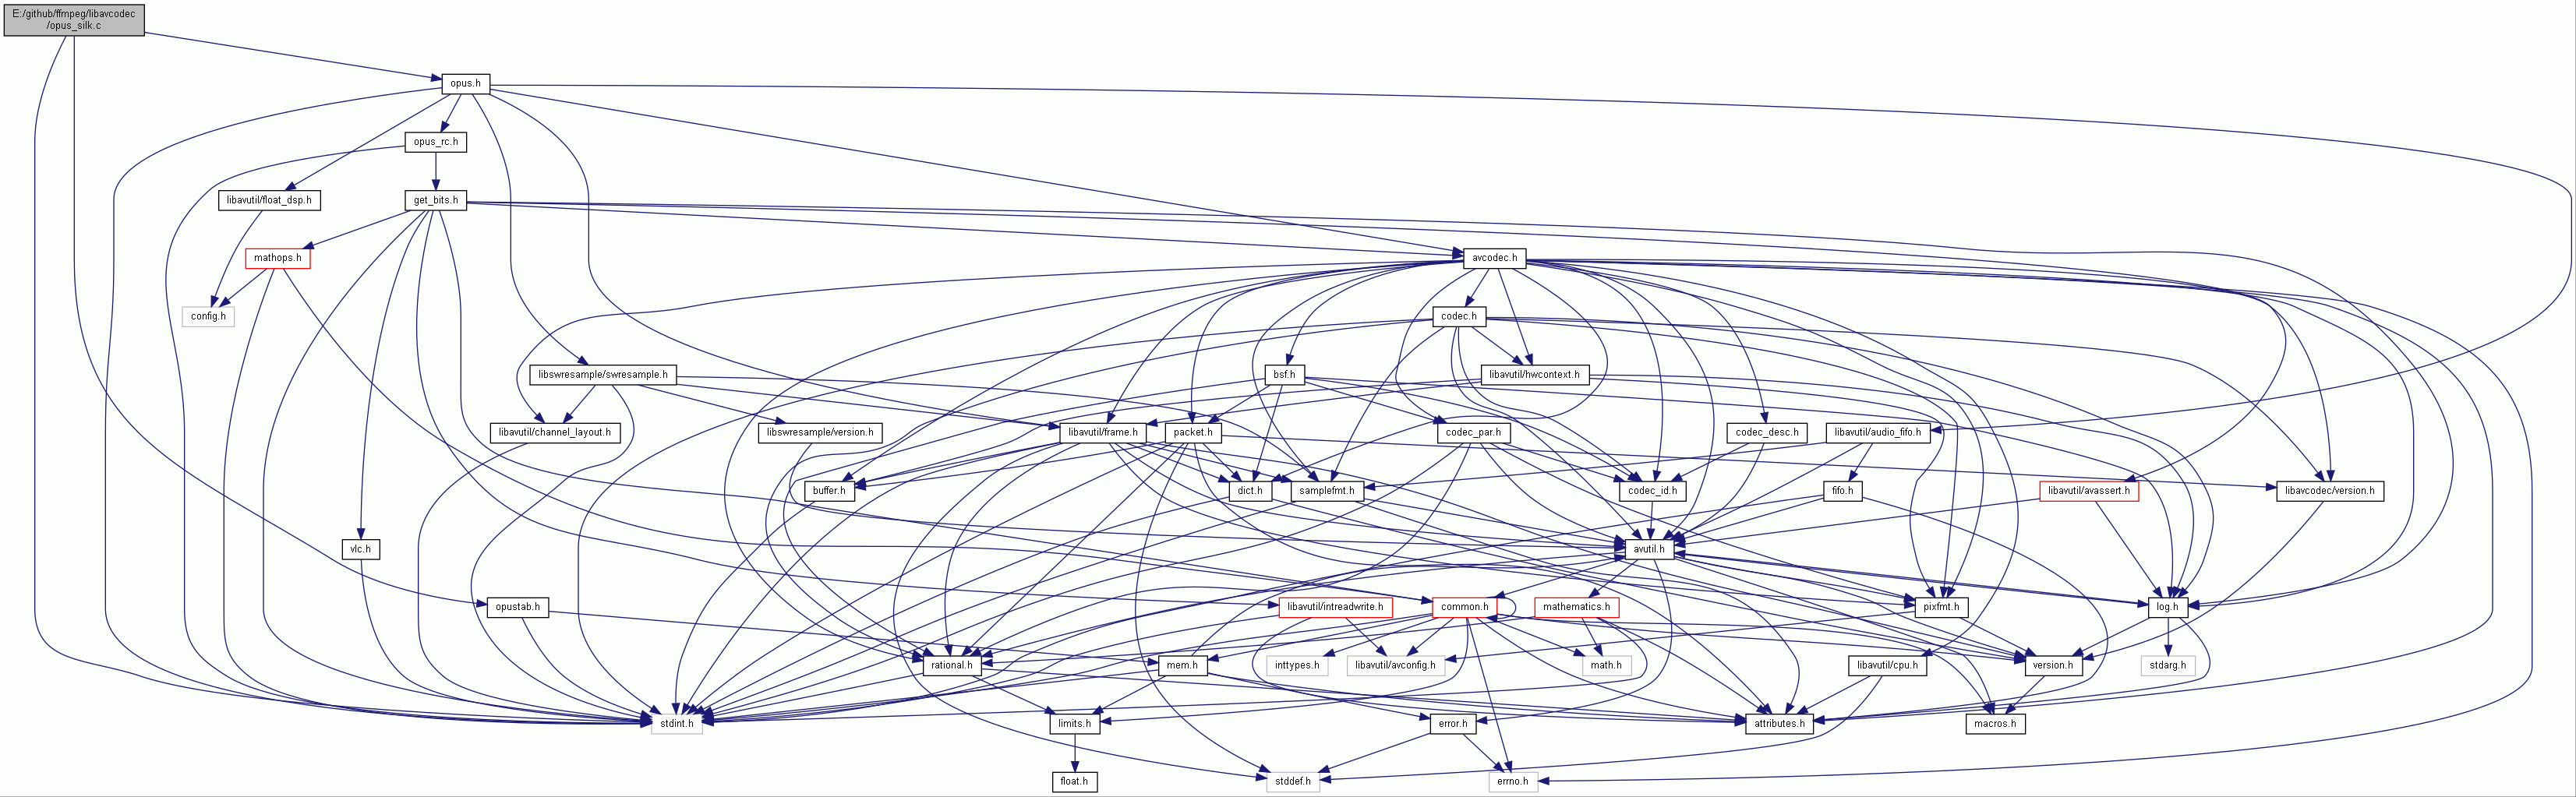 E:/github/ffmpeg/libavcodec
/opus_silk.c
opus.h
opus_rc.h
libavutil/float_dsp.h
get_bits.h
mathops.h
avcodec.h
config.h
codec.h
libswresample/swresample.h
bsf.h
libavutil/hwcontext.h
libavutil/channel_layout.h
libswresample/version.h
libavutil/frame.h
packet.h
codec_par.h
codec_desc.h
libavutil/audio_fifo.h
buffer.h
dict.h
samplefmt.h
codec_id.h
fifo.h
libavutil/avassert.h
libavcodec/version.h
vlc.h
avutil.h
opustab.h
libavutil/intreadwrite.h
common.h
mathematics.h
pixfmt.h
log.h
rational.h
mem.h
inttypes.h
libavutil/avconfig.h
math.h
libavutil/cpu.h
version.h
stdarg.h
stdint.h
limits.h
error.h
attributes.h
macros.h
float.h
stddef.h
errno.h